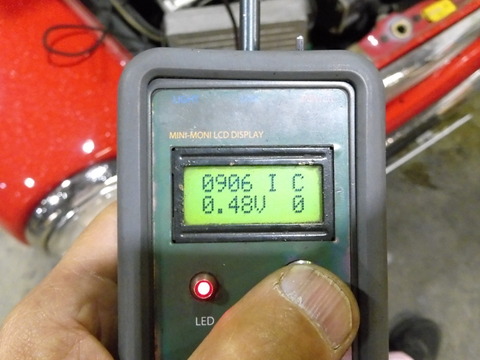 MINI-MONI LCD DISPLAY
0906 I C
0.48V 0
LED